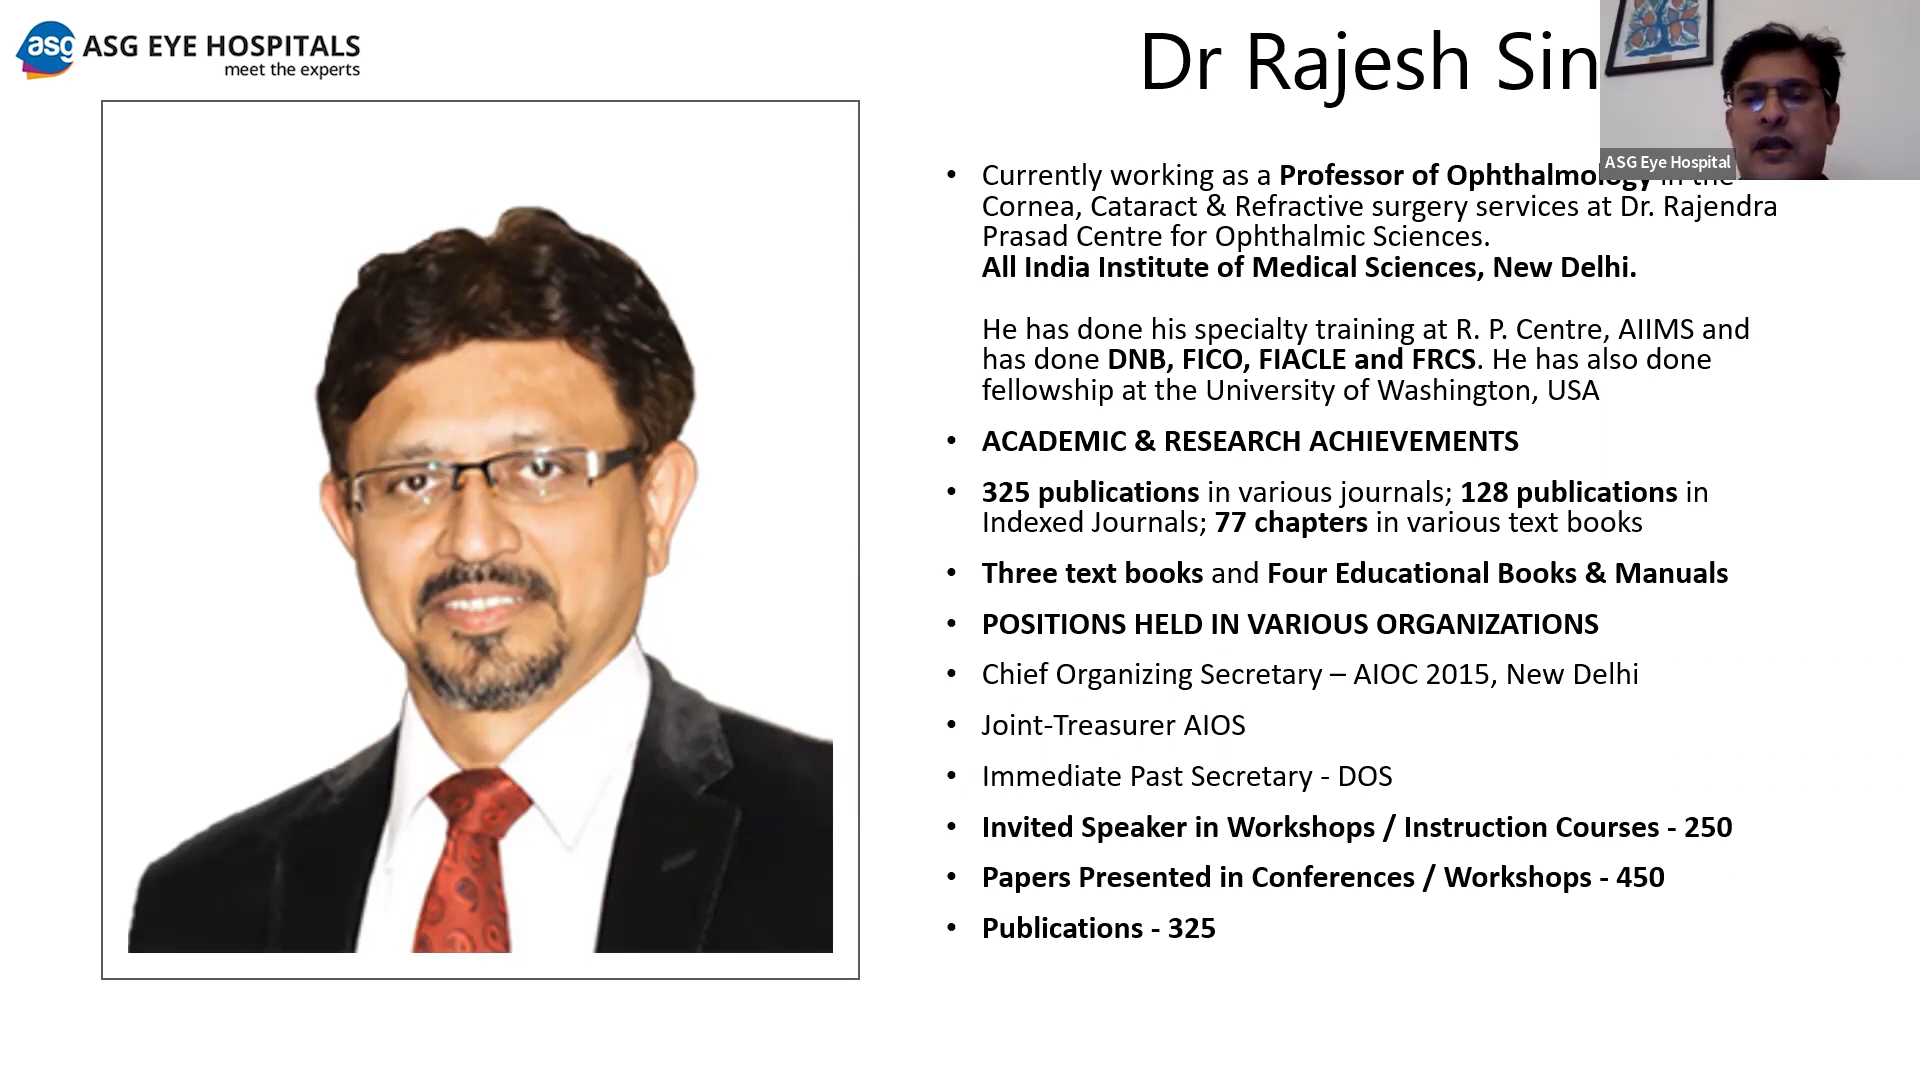 asg ASG EYE HOSPITALS
meet the experts
Dr Rajesh Sin
ASG Eye Hospital
• Currently working as a Professor of Ophthalmology in the
Cornea, Cataract & Refractive surgery services at Dr. Rajendra
Prasad Centre for Ophthalmic Sciences.
All India Institute of Medical Sciences, New Delhi.
He has done his specialty training at R. P. Centre, AIIMS and
has done DNB, FICO, FIACLE and FRCS. He has also done
fellowship at the University of Washington, USA
• ACADEMIC & RESEARCH ACHIEVEMENTS
• 325 publications in various journals; 128 publications in
Indexed Journals; 77 chapters in various text books
• Three text books and Four Educational Books & Manuals
• POSITIONS HELD IN VARIOUS ORGANIZATIONS
• Chief Organizing Secretary – AIOC 2015, New Delhi
• Joint-Treasurer AIOS
• Immediate Past Secretary - DOS
• Invited Speaker in Workshops / Instruction Courses - 250
• Papers Presented in Conferences / Workshops - 450
• Publications - 325